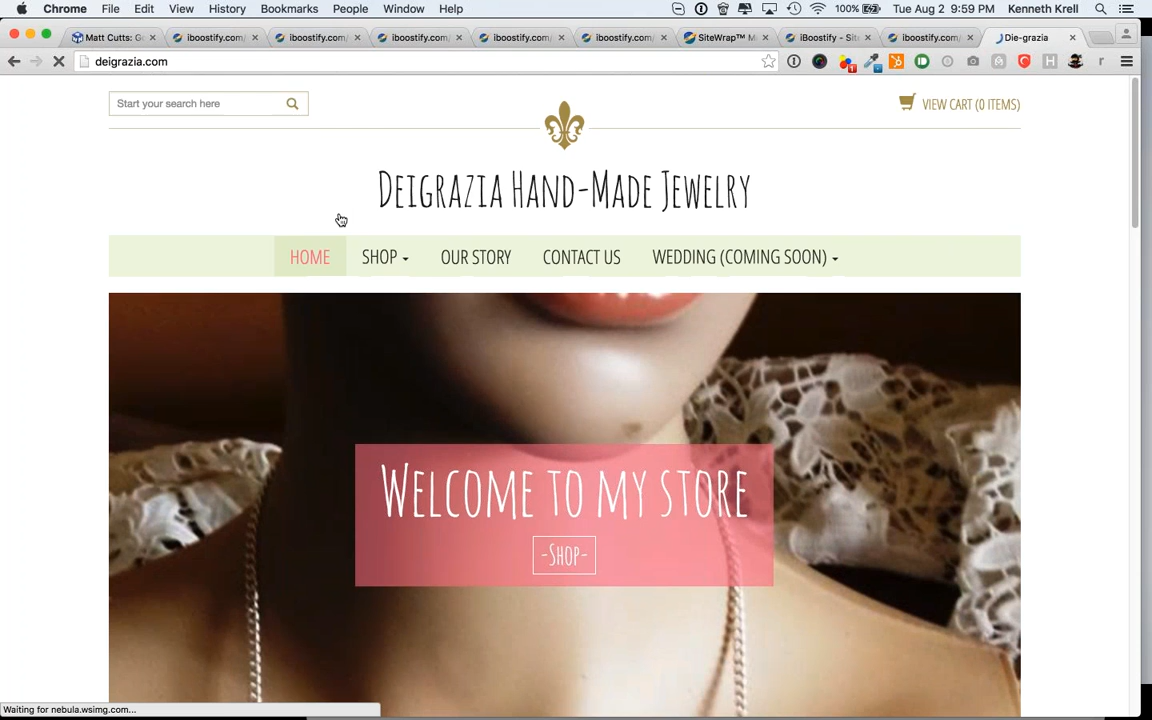 Chrome File Edit View History Bookmarks People Window Help 100% Tue Aug 2 9:59 PM Kenneth Krell
Matt Cutts: G iboostify.com/ iboostify.com/ iboostify.com/ iboostify.com/ iboostify.com/ SiteWrap™ M iBoostify - Site iboostify.com/ Die-grazia
deigrazia.com
Start your search here
VIEW CART (0 ITEMS)
Deigrazia Hand-Made Jewelry
HOME SHOP OUR STORY CONTACT US WEDDING (COMING SOON)
Welcome to my store
-Shop-
Waiting for nebula.wsimg.com...